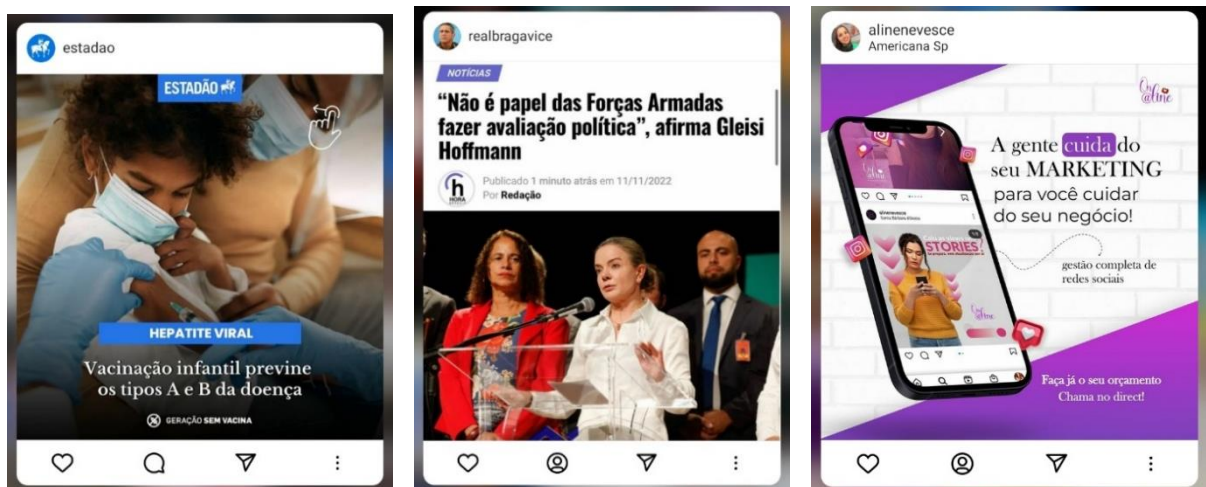 estadao
ESTADÃO
HEPATITE VIRAL
Vacinação infantil previne
os tipos A e B da doença
GERAÇÃO SEM VACINA
realbragavice
NOTÍCIAS
“Não é papel das Forças Armadas
fazer avaliação política”, afirma Gleisi
Hoffmann
h
HORA
Publicado 1 minuto atrás em 11/11/2022
Por Redação
alinenevesce
Americana Sp
On
@line
A gente cuida do
seu MARKETING
para você cuidar
do seu negócio!
alinenevesce
STORIES
gestão completa de
redes sociais
Faça já o seu orçamento
Chama no direct!